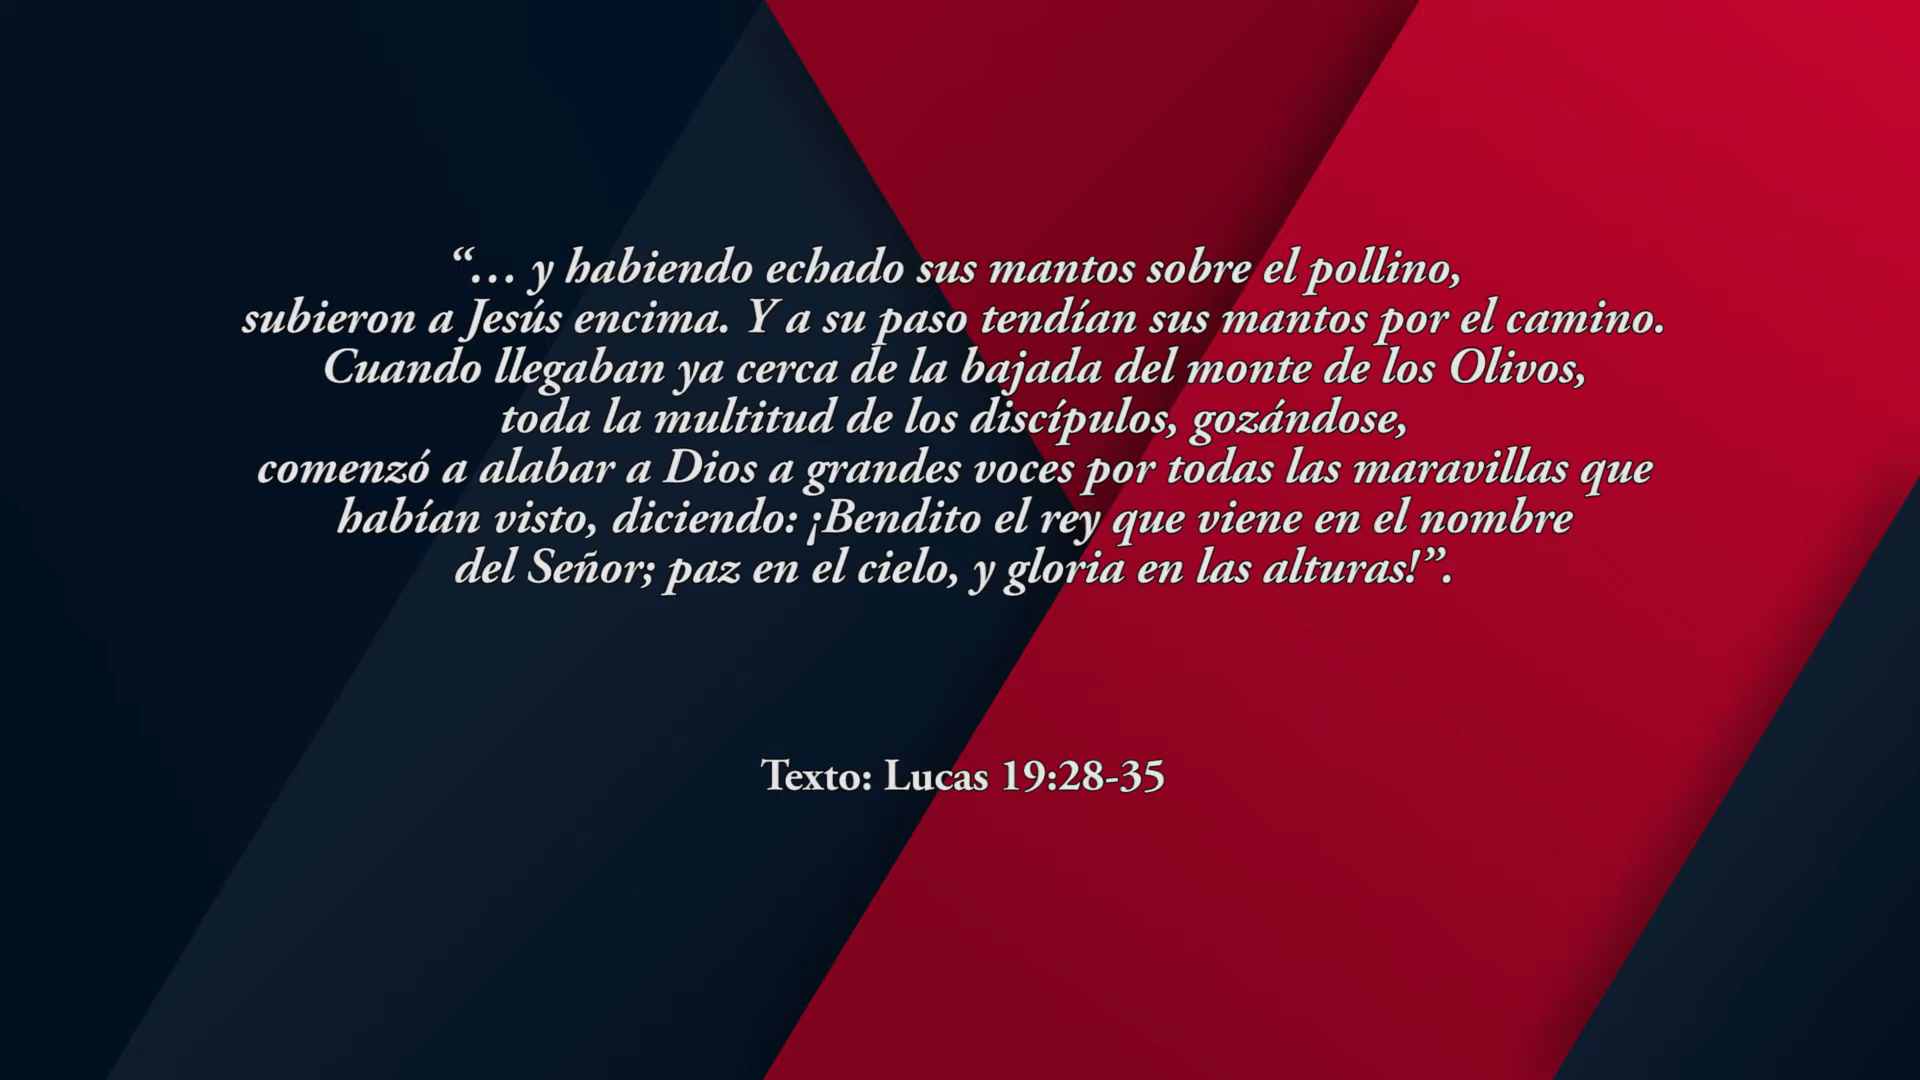 “… y habiendo echado sus mantos sobre el pollino,
subieron a Jesús encima. Y a su paso tendían sus mantos por el camino.
Cuando llegaban ya cerca de la bajada del monte de los Olivos,
toda la multitud de los discípulos, gozándose,
comenzó a alabar a Dios a grandes voces por todas las maravillas que
habían visto, diciendo: ¡Bendito el rey que viene en el nombre
del Señor; paz en el cielo, y gloria en las alturas!”.
Texto: Lucas 19:28-35